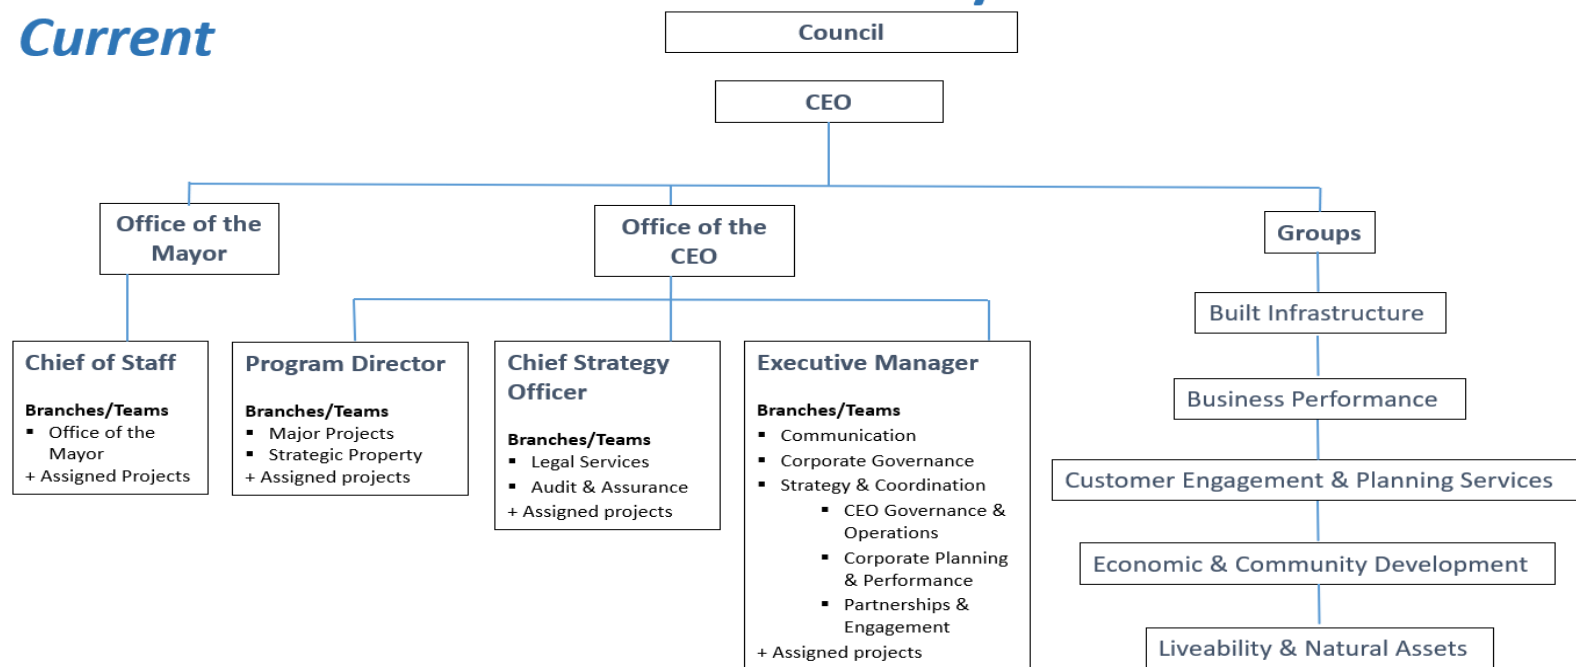 Current
Council
CEO
Office of the
Mayor
Office of the
CEO
Groups
Chief of Staff
Branches/Teams
▪ Office of the
Mayor
+ Assigned Projects
Program Director
Branches/Teams
▪ Major Projects
▪ Strategic Property
+ Assigned projects
Chief Strategy
Officer
Branches/Teams
▪ Legal Services
▪ Audit & Assurance
+ Assigned projects
Executive Manager
Branches/Teams
▪ Communication
▪ Corporate Governance
▪ Strategy & Coordination
▪ CEO Governance &
Operations
▪ Corporate Planning
& Performance
▪ Partnerships &
Engagement
+ Assigned projects
Built Infrastructure
Business Performance
Customer Engagement & Planning Services
Economic & Community Development
Liveability & Natural Assets